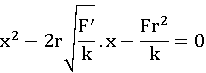 x² − 2r√(F′/k) .x − Fr²/k = 0